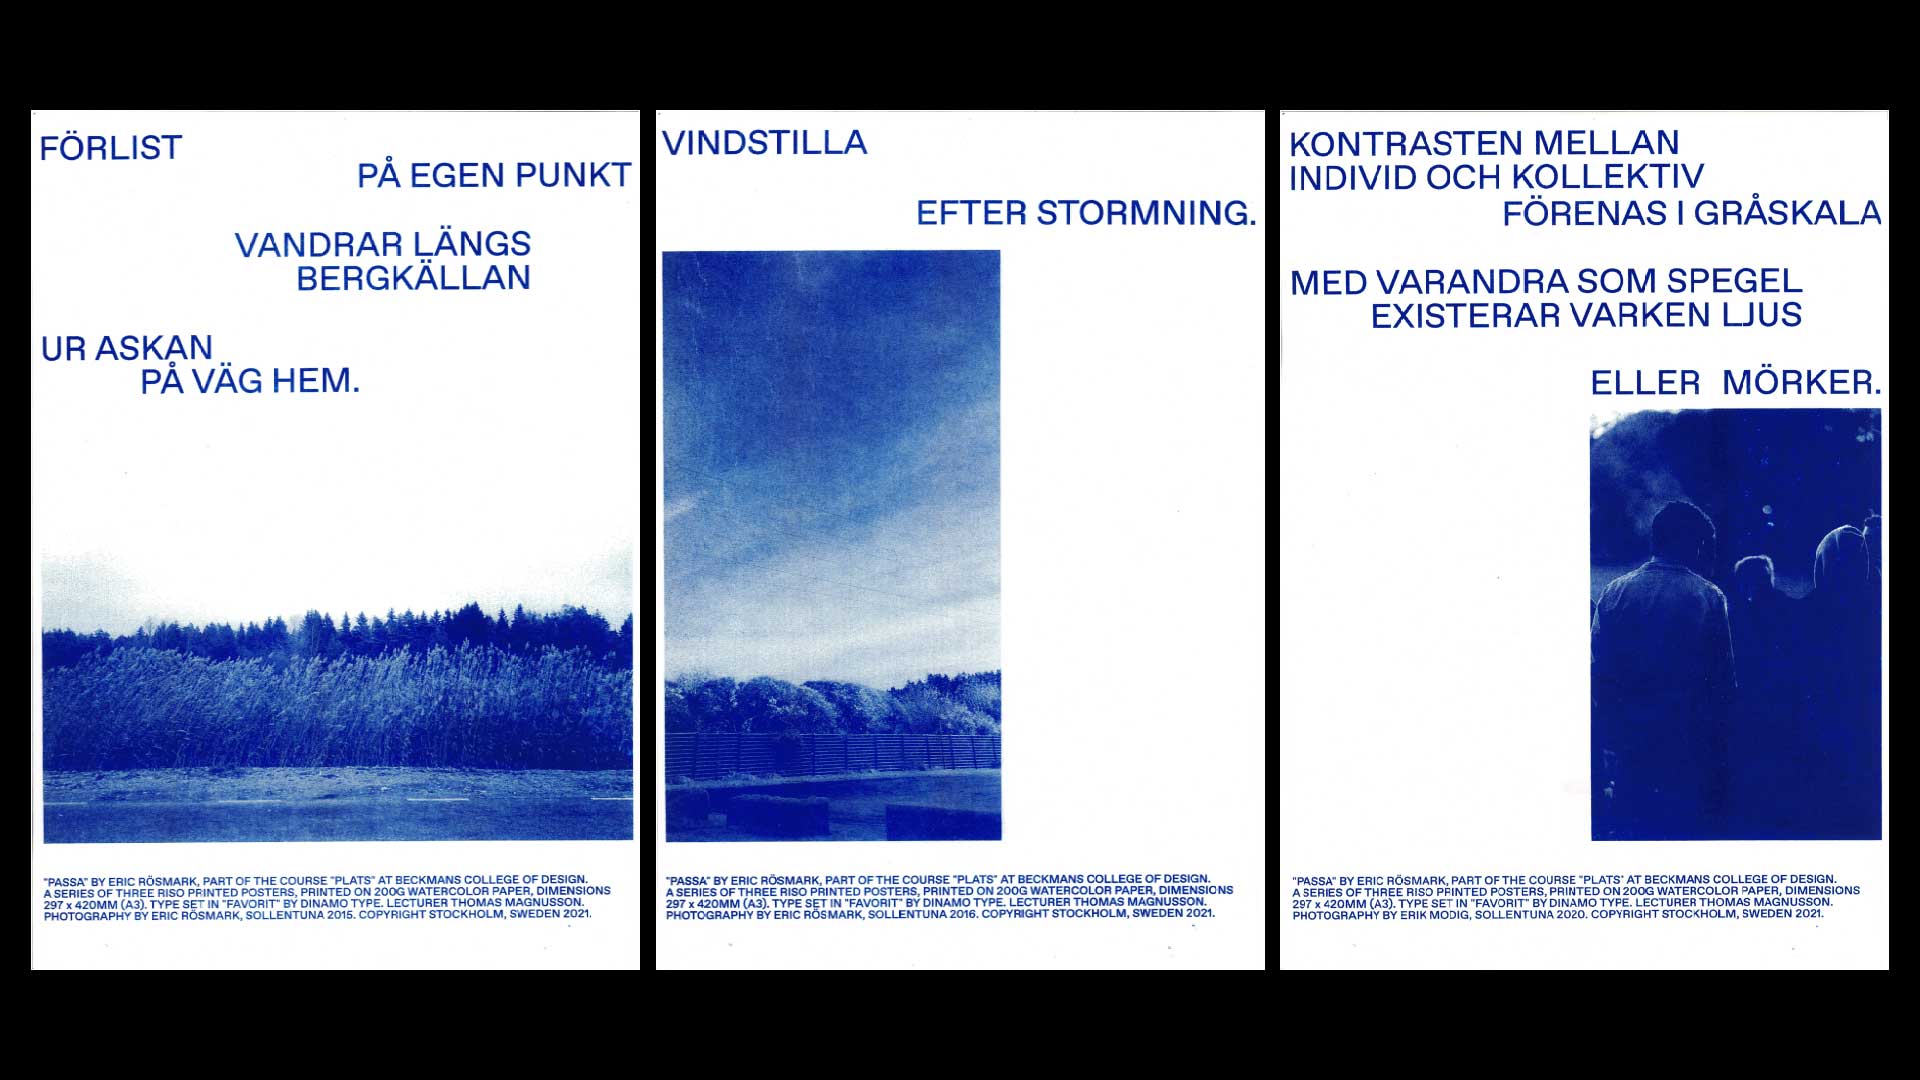 FÖRLIST
PÅ EGEN PUNKT
VANDRAR LÄNGS
BERGKÄLLAN
UR ASKAN
PÅ VÄG HEM.
"PASSA" BY ERIC RÖSMARK, PART OF THE COURSE "PLATS" AT BECKMANS COLLEGE OF DESIGN.
A SERIES OF THREE RISO PRINTED POSTERS, PRINTED ON 200G WATERCOLOR PAPER, DIMENSIONS
297 x 420MM (A3). TYPE SET IN "FAVORIT" BY DINAMO TYPE. LECTURER THOMAS MAGNUSSON.
PHOTOGRAPHY BY ERIC RÖSMARK, SOLLENTUNA 2015. COPYRIGHT STOCKHOLM, SWEDEN 2021.
VINDSTILLA
EFTER STORMNING.
"PASSA" BY ERIC RÖSMARK, PART OF THE COURSE "PLATS" AT BECKMANS COLLEGE OF DESIGN.
A SERIES OF THREE RISO PRINTED POSTERS, PRINTED ON 200G WATERCOLOR PAPER, DIMENSIONS
297 x 420MM (A3). TYPE SET IN "FAVORIT" BY DINAMO TYPE. LECTURER THOMAS MAGNUSSON.
PHOTOGRAPHY BY ERIC RÖSMARK, SOLLENTUNA 2016. COPYRIGHT STOCKHOLM, SWEDEN 2021.
KONTRASTEN MELLAN
INDIVID OCH KOLLEKTIV
FÖRENAS I GRÅSKALA
MED VARANDRA SOM SPEGEL
EXISTERAR VARKEN LJUS
ELLER MÖRKER.
"PASSA" BY ERIC RÖSMARK, PART OF THE COURSE "PLATS" AT BECKMANS COLLEGE OF DESIGN.
A SERIES OF THREE RISO PRINTED POSTERS, PRINTED ON 200G WATERCOLOR PAPER, DIMENSIONS
297 x 420MM (A3). TYPE SET IN "FAVORIT" BY DINAMO TYPE. LECTURER THOMAS MAGNUSSON.
PHOTOGRAPHY BY ERIK MODIG, SOLLENTUNA 2020. COPYRIGHT STOCKHOLM, SWEDEN 2021.